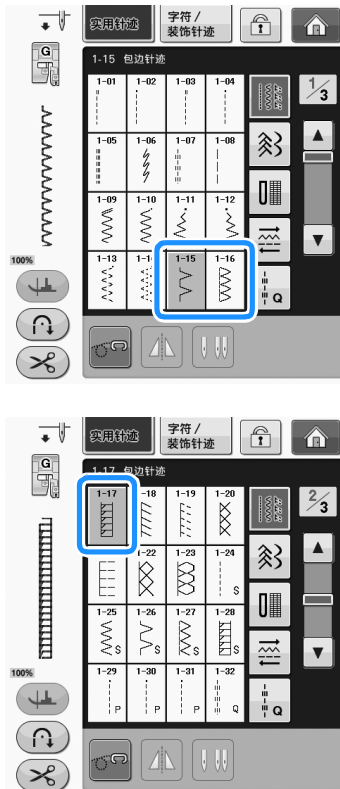 实用针迹
字符/
装饰针迹
G
1-15 包边针迹
1-01 1-02 1-03 1-04
1/3
1-05 1-06 1-07 1-08
1-09 1-10 1-11 1-12
1-13 1-15 1-16
100%
Q
实用针迹
字符/
装饰针迹
G
1-17 包边针迹
1-17 -18 1-19 1-20
2/3
-22 1-23 1-24
S
1-25 1-26 1-27 1-28
S S S S
1-29 1-30 1-31 1-32
P P P Q
100%
Q